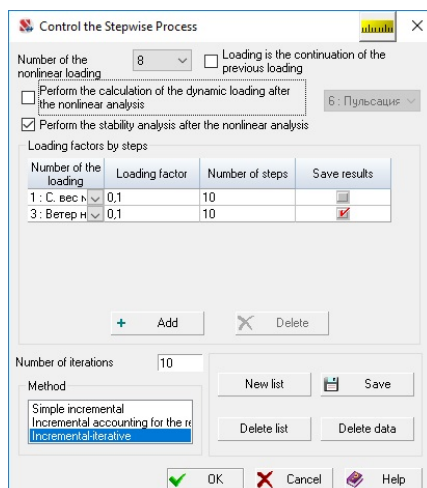 Control the Stepwise Process
Number of the nonlinear loading
8
Loading is the continuation of the previous loading
Perform the calculation of the dynamic loading after the nonlinear analysis
6 : Пульсация
Perform the stability analysis after the nonlinear analysis
Loading factors by steps
Number of the loading
Loading factor
Number of steps
Save results
1 : С. вес
0,1
10
3 : Ветер н
0,1
10
+ Add
Delete
Number of iterations
10
Method
Simple incremental
Incremental accounting for the re
Incremental-iterative
New list
Save
Delete list
Delete data
OK
Cancel
Help